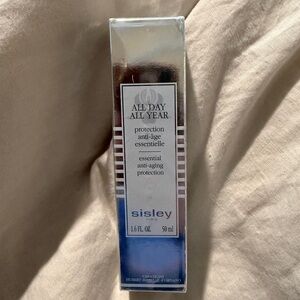 ALL DAY
ALL YEAR
protection
anti-âge
essentielle
essential
anti-aging
protection
sisley
PARIS
1.6 FL. OZ. 50 ml